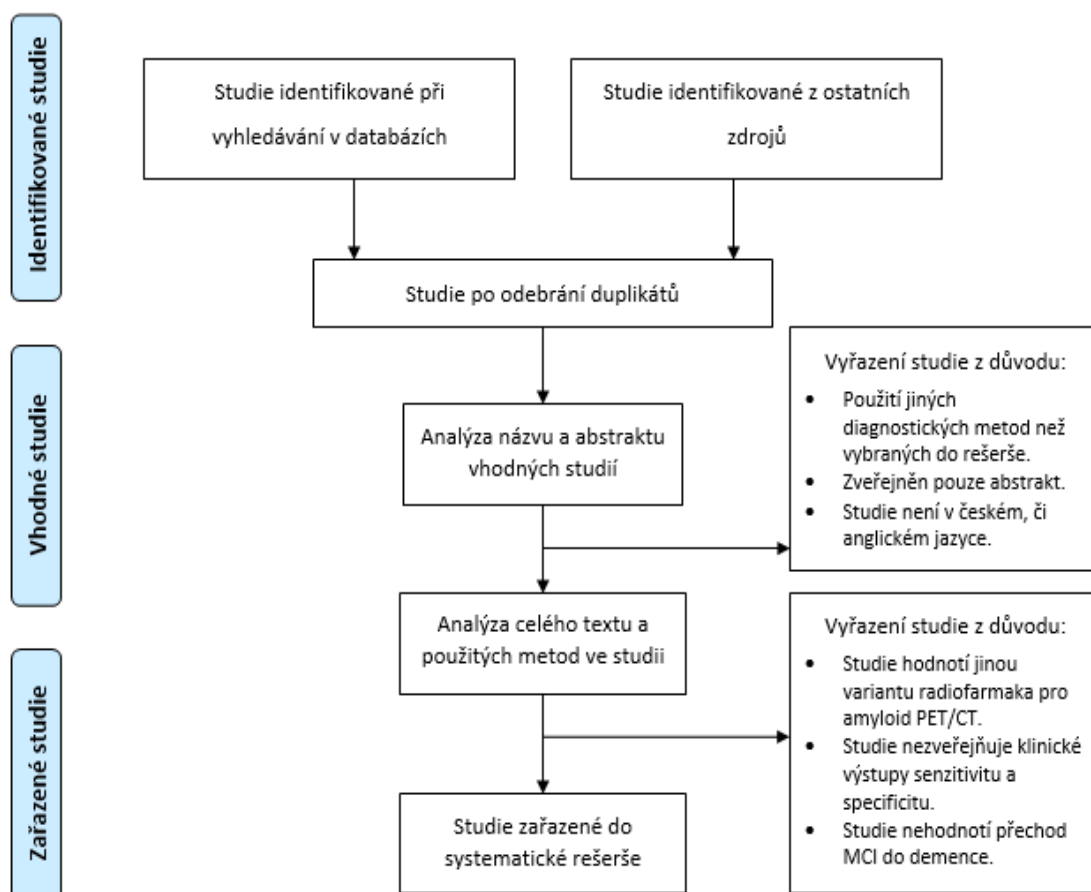 Identifikované studie
Studie identifikované při
vyhledávání v databázích
Studie identifikované z ostatních
zdrojů
Studie po odebrání duplikátů
Vhodné studie
Analýza názvu a abstraktu
vhodných studií
Vyřazení studie z důvodu:
• Použití jiných
diagnostických metod než
vybraných do rešerše.
• Zveřejněn pouze abstrakt.
• Studie není v českém, či
anglickém jazyce.
Analýza celého textu a
použitých metod ve studii
Vyřazení studie z důvodu:
• Studie hodnotí jinou
variantu radiofarmaka pro
amyloid PET/CT.
• Studie nezveřejňuje klinické
výstupy senzitivitu a
specificitu.
• Studie nehodnotí přechod
MCI do demence.
Zařazené studie
Studie zařazené do
systematické rešerše